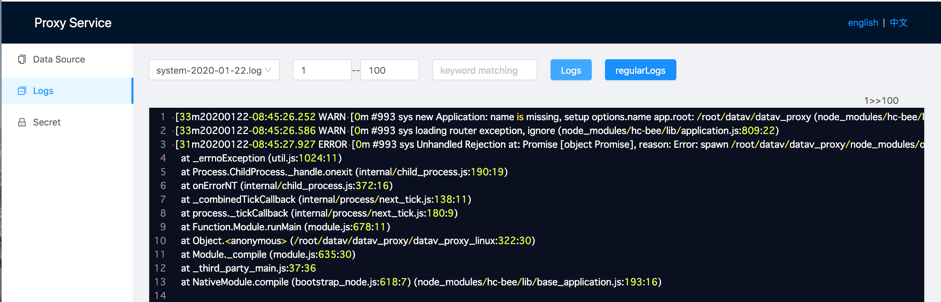 Proxy Service
english | 中文
Data Source
Logs
Secret
system-2020-01-22.log 1 -- 100 keyword matching Logs regularLogs
1>>100
1 [33m20200122-08:45:26.252 WARN [0m #993 sys new Application: name is missing, setup options.name app.root: /root/datav/datav_proxy (node_modules/hc-bee/l
2 [33m20200122-08:45:26.586 WARN [0m #993 sys loading router exception, ignore (node_modules/hc-bee/lib/application.js:809:22)
3 [31m20200122-08:45:27.927 ERROR [0m #993 sys Unhandled Rejection at: Promise [object Promise], reason: Error: spawn /root/datav/datav_proxy/node_modules/o
4 at _errnoException (util.js:1024:11)
5 at Process.ChildProcess._handle.onexit (internal/child_process.js:190:19)
6 at onErrorNT (internal/child_process.js:372:16)
7 at _combinedTickCallback (internal/process/next_tick.js:138:11)
8 at process._tickCallback (internal/process/next_tick.js:180:9)
9 at Function.Module.runMain (module.js:678:11)
10 at Object.<anonymous> (/root/datav/datav_proxy/datav_proxy_linux:322:30)
11 at Module._compile (module.js:635:30)
12 at _third_party_main.js:37:36
13 at NativeModule.compile (bootstrap_node.js:618:7) (node_modules/hc-bee/lib/base_application.js:193:16)
14